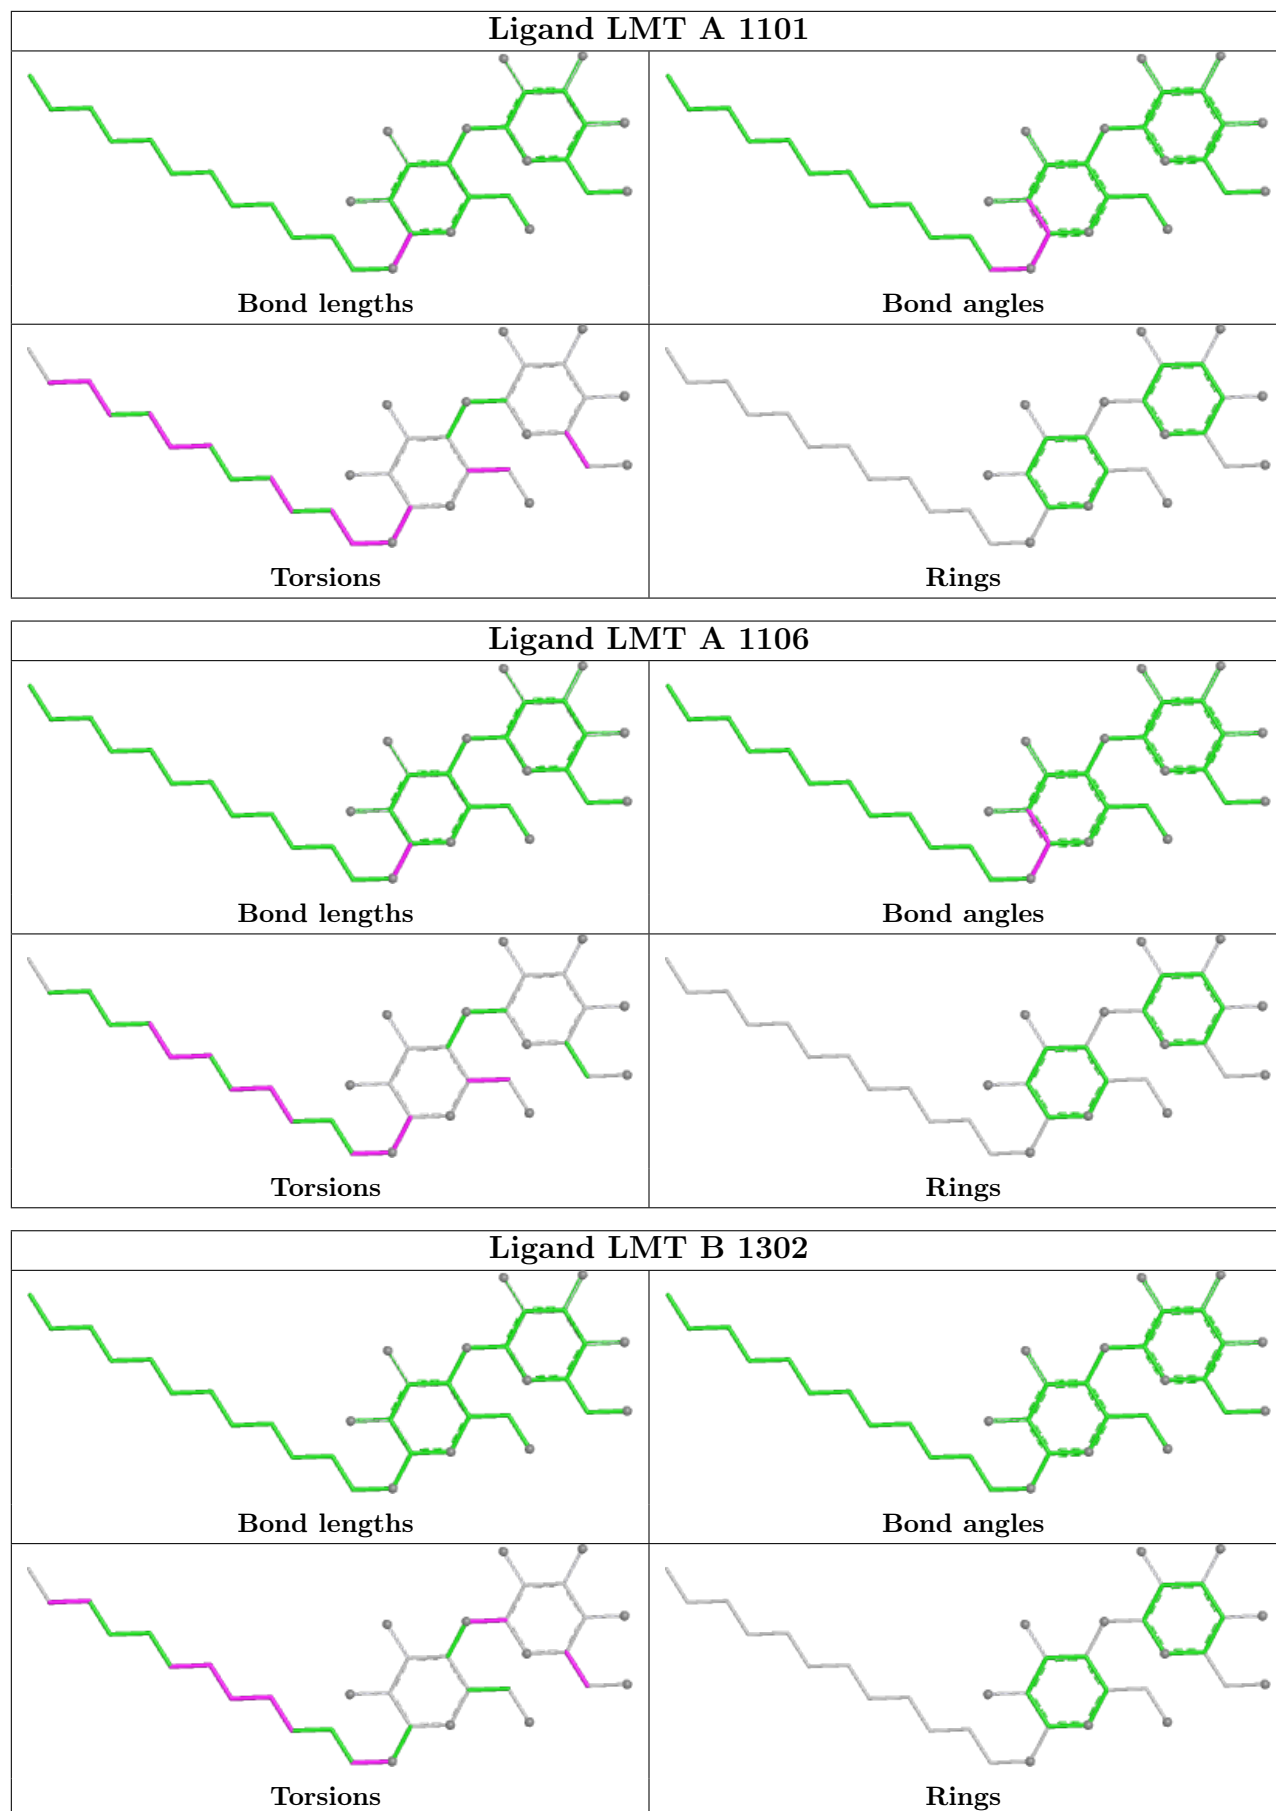 Ligand LMT A 1101
Bond lengths
Bond angles
Torsions
Rings
Ligand LMT A 1106
Bond lengths
Bond angles
Torsions
Rings
Ligand LMT B 1302
Bond lengths
Bond angles
Torsions
Rings